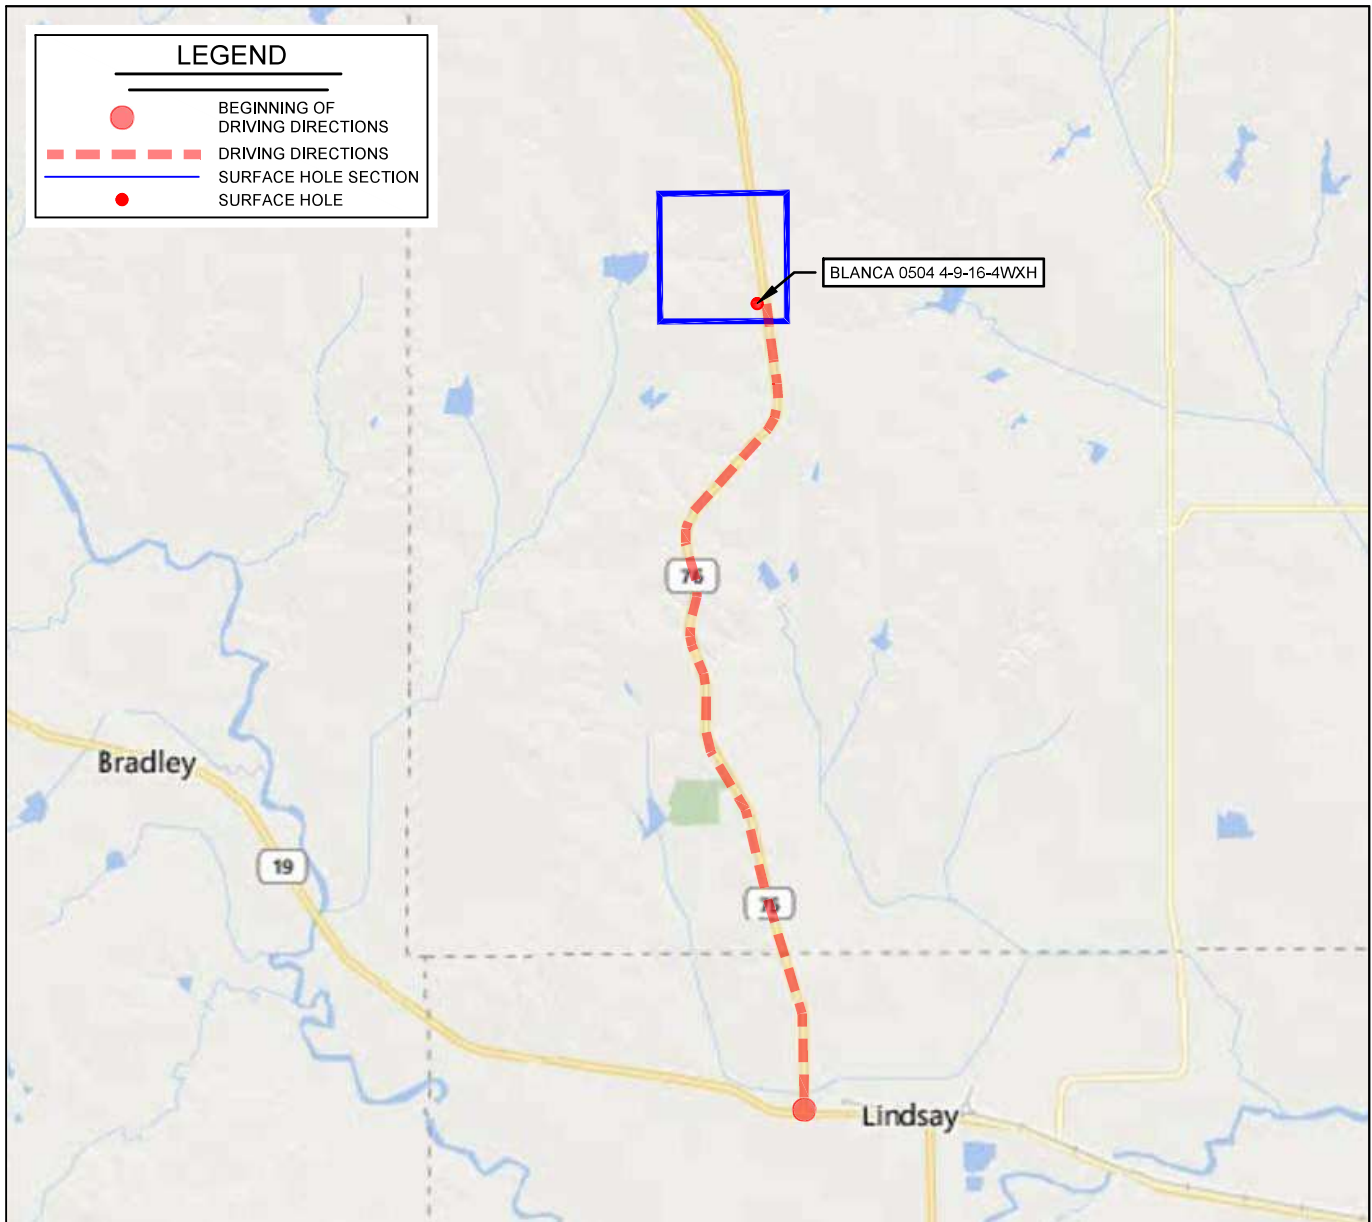 LEGEND
BEGINNING OF
DRIVING DIRECTIONS
DRIVING DIRECTIONS
SURFACE HOLE SECTION
SURFACE HOLE
BLANCA 0504 4-9-16-4WXH
76
Bradley
19
76
Lindsay